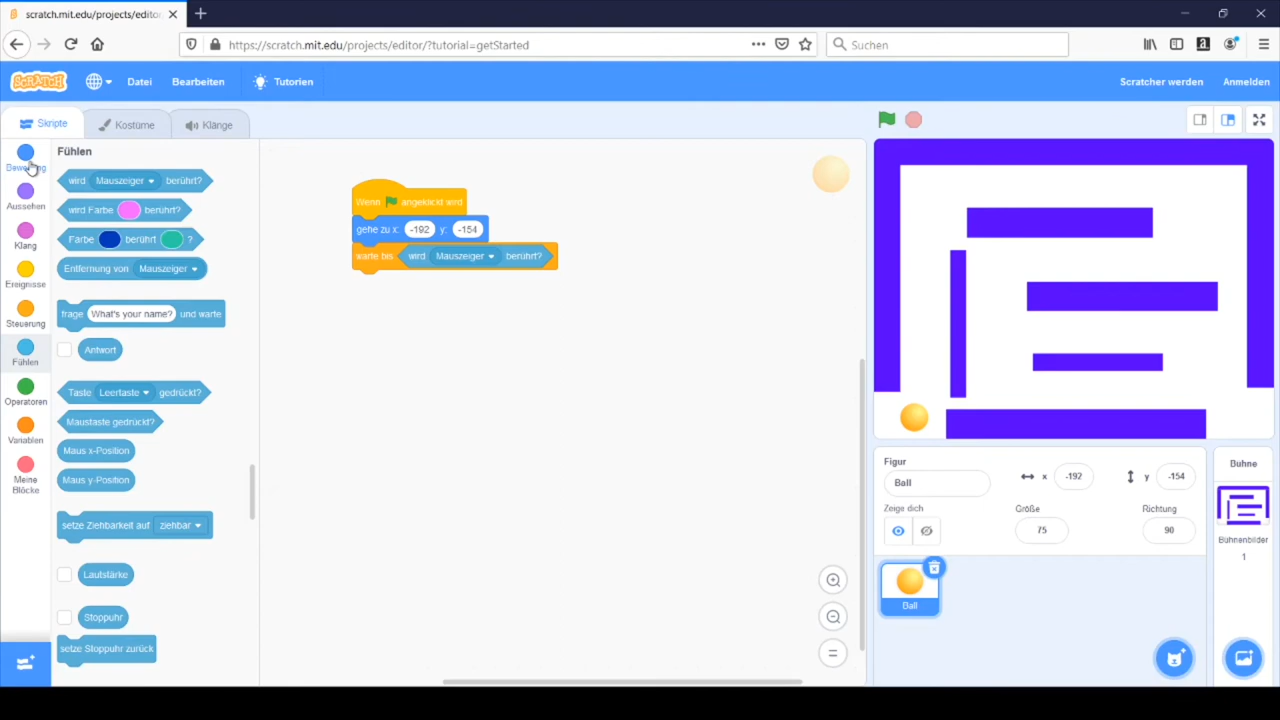 scratch.mit.edu/projects/editor
https://scratch.mit.edu/projects/editor/?tutorial=getStarted
Suchen
SCRATCH
Datei
Bearbeiten
Tutorien
Scratcher werden
Anmelden
Skripte
Kostüme
Klänge
Bewegung
Aussehen
Klang
Ereignisse
Steuerung
Fühlen
Operatoren
Variablen
Meine
Blöcke
Fühlen
wird Mauszeiger berührt?
wird Farbe berührt?
Farbe berührt ?
Entfernung von Mauszeiger
frage What's your name? und warte
Antwort
Taste Leertaste gedrückt?
Maustaste gedrückt?
Maus x-Position
Maus y-Position
setze Ziehbarkeit auf ziehbar
Lautstärke
Stoppuhr
setze Stoppuhr zurück
Wenn angeklickt wird
gehe zu x: -192 y: -154
warte bis wird Mauszeiger berührt?
Figur
Ball
x -192
y -154
Zeige dich
Größe
75
Richtung
90
Ball
Bühne
Bühnenbilder
1